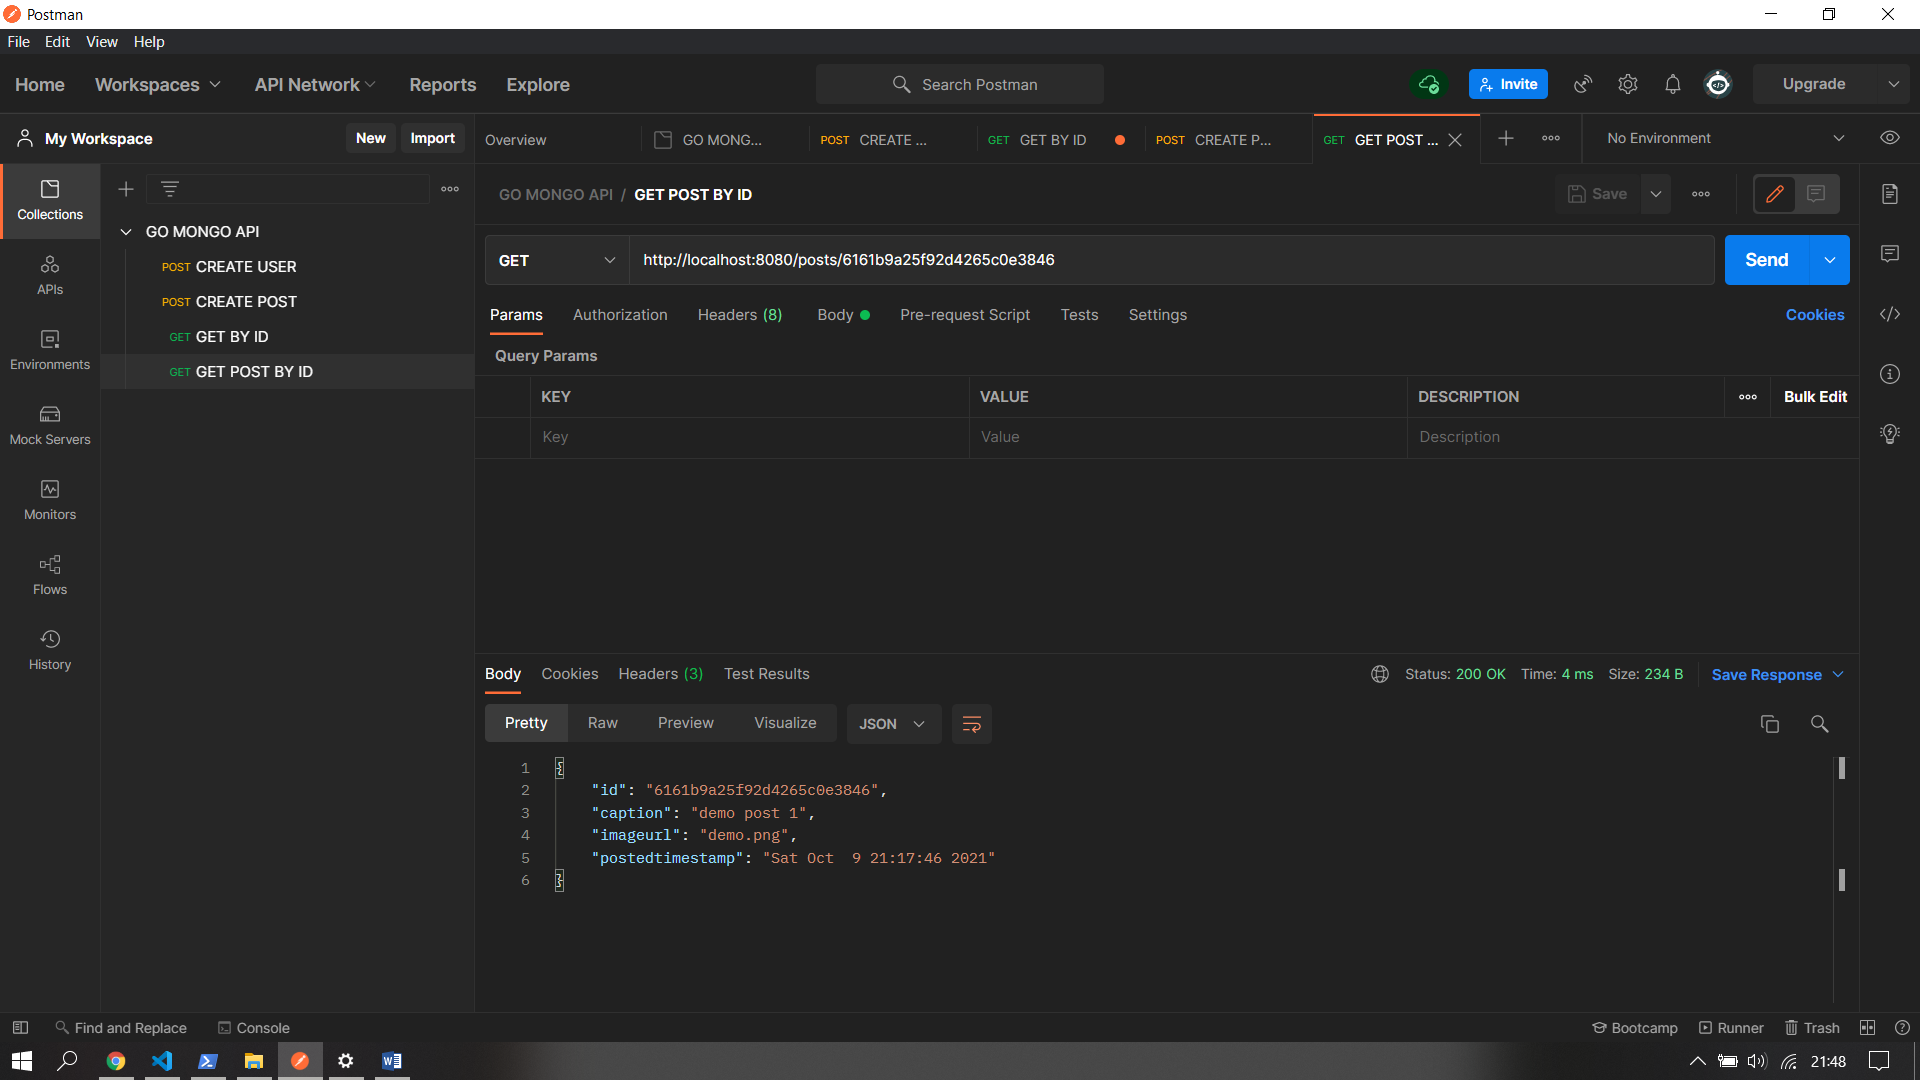 Postman
File Edit View Help
Home Workspaces API Network Reports Explore Search Postman Invite Upgrade
My Workspace New Import
Overview GO MONG... POST CREATE ... GET GET BY ID POST CREATE P... GET GET POST ... No Environment
Collections
APIs
Environments
Mock Servers
Monitors
Flows
History
GO MONGO API
POST CREATE USER
POST CREATE POST
GET GET BY ID
GET GET POST BY ID
GO MONGO API / GET POST BY ID Save
GET http://localhost:8080/posts/6161b9a25f92d4265c0e3846 Send
Params Authorization Headers (8) Body Pre-request Script Tests Settings Cookies
Query Params
KEY VALUE DESCRIPTION Bulk Edit
Key Value Description
Body Cookies Headers (3) Test Results Status: 200 OK Time: 4 ms Size: 234 B Save Response
Pretty Raw Preview Visualize JSON
1 {
2 "id": "6161b9a25f92d4265c0e3846",
3 "caption": "demo post 1",
4 "imageurl": "demo.png",
5 "postedtimestamp": "Sat Oct  9 21:17:46 2021"
6 }
Find and Replace Console Bootcamp Runner Trash
21:48